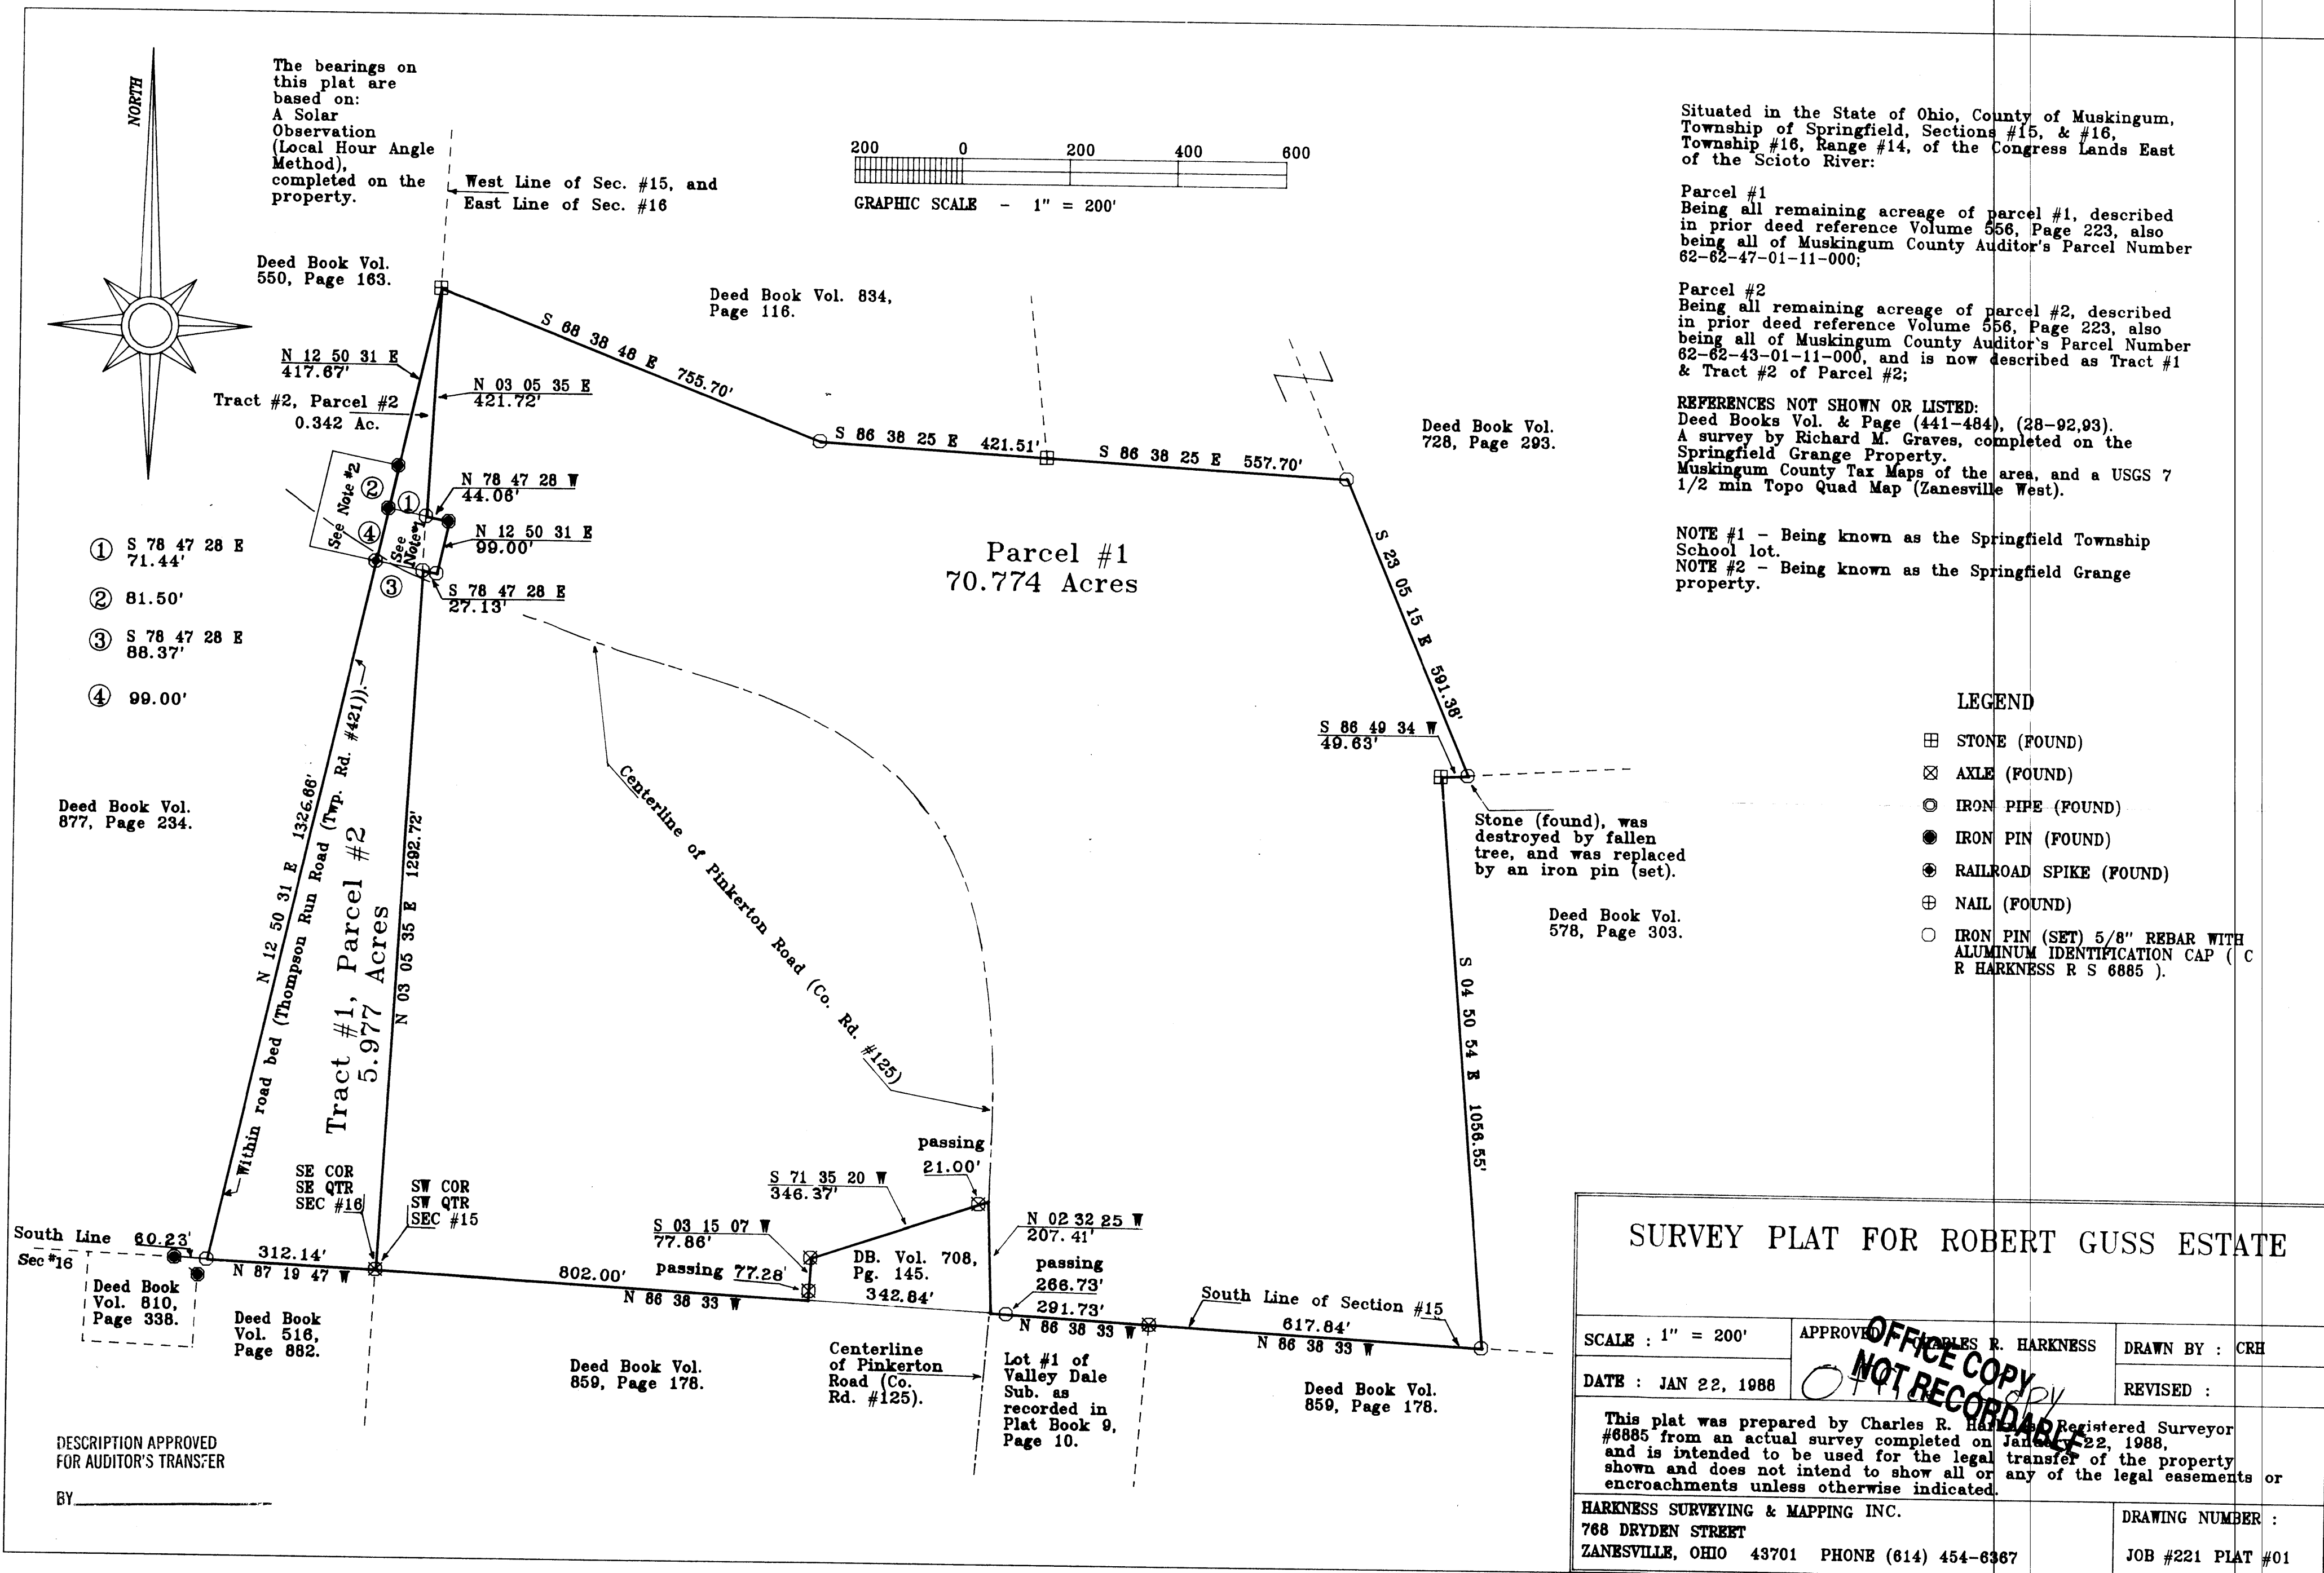 NORTH
The bearings on
this plat are
based on:
A Solar
Observation
(Local Hour Angle
Method),
completed on the
property.
West Line of Sec. #15, and
East Line of Sec. #16
200 0 200 400 600
GRAPHIC SCALE - 1" = 200'
Situated in the State of Ohio, County of Muskingum,
Township of Springfield, Sections #15, & #16,
Township #16, Range #14, of the Congress Lands East
of the Scioto River:
Parcel #1
Being all remaining acreage of parcel #1, described
in prior deed reference Volume 556, Page 223, also
being all of Muskingum County Auditor's Parcel Number
62-62-47-01-11-000;
Parcel #2
Being all remaining acreage of parcel #2, described
in prior deed reference Volume 556, Page 223, also
being all of Muskingum County Auditor's Parcel Number
62-62-43-01-11-000, and is now described as Tract #1
& Tract #2 of Parcel #2;
REFERENCES NOT SHOWN OR LISTED:
Deed Books Vol. & Page (441-484), (28-92,93).
A survey by Richard M. Graves, completed on the
Springfield Grange Property.
Muskingum County Tax Maps of the area, and a USGS 7
1/2 min Topo Quad Map (Zanesville West).
NOTE #1 - Being known as the Springfield Township
School lot.
NOTE #2 - Being known as the Springfield Grange
property.
Deed Book Vol.
550, Page 163.
Deed Book Vol. 834,
Page 116.
Deed Book Vol.
728, Page 293.
S 68 38 48 E 755.70'
S 86 38 25 E 421.51'
S 86 38 25 E 557.70'
N 12 50 31 E
417.67'
N 03 05 35 E
421.72'
Tract #2, Parcel #2
0.342 Ac.
See Note #2
See
Note#1
2
1
4
3
N 78 47 28 W
44.06'
N 12 50 31 E
99.00'
S 78 47 28 E
27.13'
1 S 78 47 28 E
71.44'
2 81.50'
3 S 78 47 28 E
88.37'
4 99.00'
Parcel #1
70.774 Acres
S 23 05 15 E 591.38'
S 86 49 34 W
49.63'
Stone (found), was
destroyed by fallen
tree, and was replaced
by an iron pin (set).
Deed Book Vol.
578, Page 303.
S 04 50 54 E 1056.55'
LEGEND
STONE (FOUND)
AXLE (FOUND)
IRON PIPE (FOUND)
IRON PIN (FOUND)
RAILROAD SPIKE (FOUND)
NAIL (FOUND)
IRON PIN (SET) 5/8" REBAR WITH
ALUMINUM IDENTIFICATION CAP ( C
R HARKNESS R S 6885 ).
Deed Book Vol.
877, Page 234.
N 12 50 31 E 1326.66'
Within road bed (Thompson Run Road (Twp. Rd. #421)).
Tract #1, Parcel #2
5.977 Acres
N 03 05 35 E 1292.72'
Centerline of Pinkerton Road (Co. Rd. #125)
SE COR
SE QTR
SEC #16
SW COR
SW QTR
SEC #15
South Line 60.23'
Sec #16
312.14'
N 87 19 47 W
Deed Book
Vol. 810,
Page 338.
Deed Book
Vol. 516,
Page 882.
802.00'
N 86 38 33 W
S 03 15 07 W
77.86'
passing 77.28'
S 71 35 20 W
346.37'
passing
21.00'
DB. Vol. 708,
Pg. 145.
342.84'
N 02 32 25 W
207.41'
passing
266.73'
291.73'
N 86 38 33 W
South Line of Section #15
617.84'
N 86 38 33 W
Deed Book Vol.
859, Page 178.
Centerline
of Pinkerton
Road (Co.
Rd. #125).
Lot #1 of
Valley Dale
Sub. as
recorded in
Plat Book 9,
Page 10.
Deed Book Vol.
859, Page 178.
DESCRIPTION APPROVED
FOR AUDITOR'S TRANSFER
BY
SURVEY PLAT FOR ROBERT GUSS ESTATE
SCALE : 1" = 200'
APPROVED CHARLES R. HARKNESS
DRAWN BY : CRH
DATE : JAN 22, 1988
Office Copy
REVISED :
OFFICE COPY
NOT RECORDABLE
This plat was prepared by Charles R. Harkness Registered Surveyor
#6885 from an actual survey completed on January 22, 1988,
and is intended to be used for the legal transfer of the property
shown and does not intend to show all or any of the legal easements or
encroachments unless otherwise indicated.
HARKNESS SURVEYING & MAPPING INC.
768 DRYDEN STREET
ZANESVILLE, OHIO 43701 PHONE (614) 454-6367
DRAWING NUMBER :
JOB #221 PLAT #01